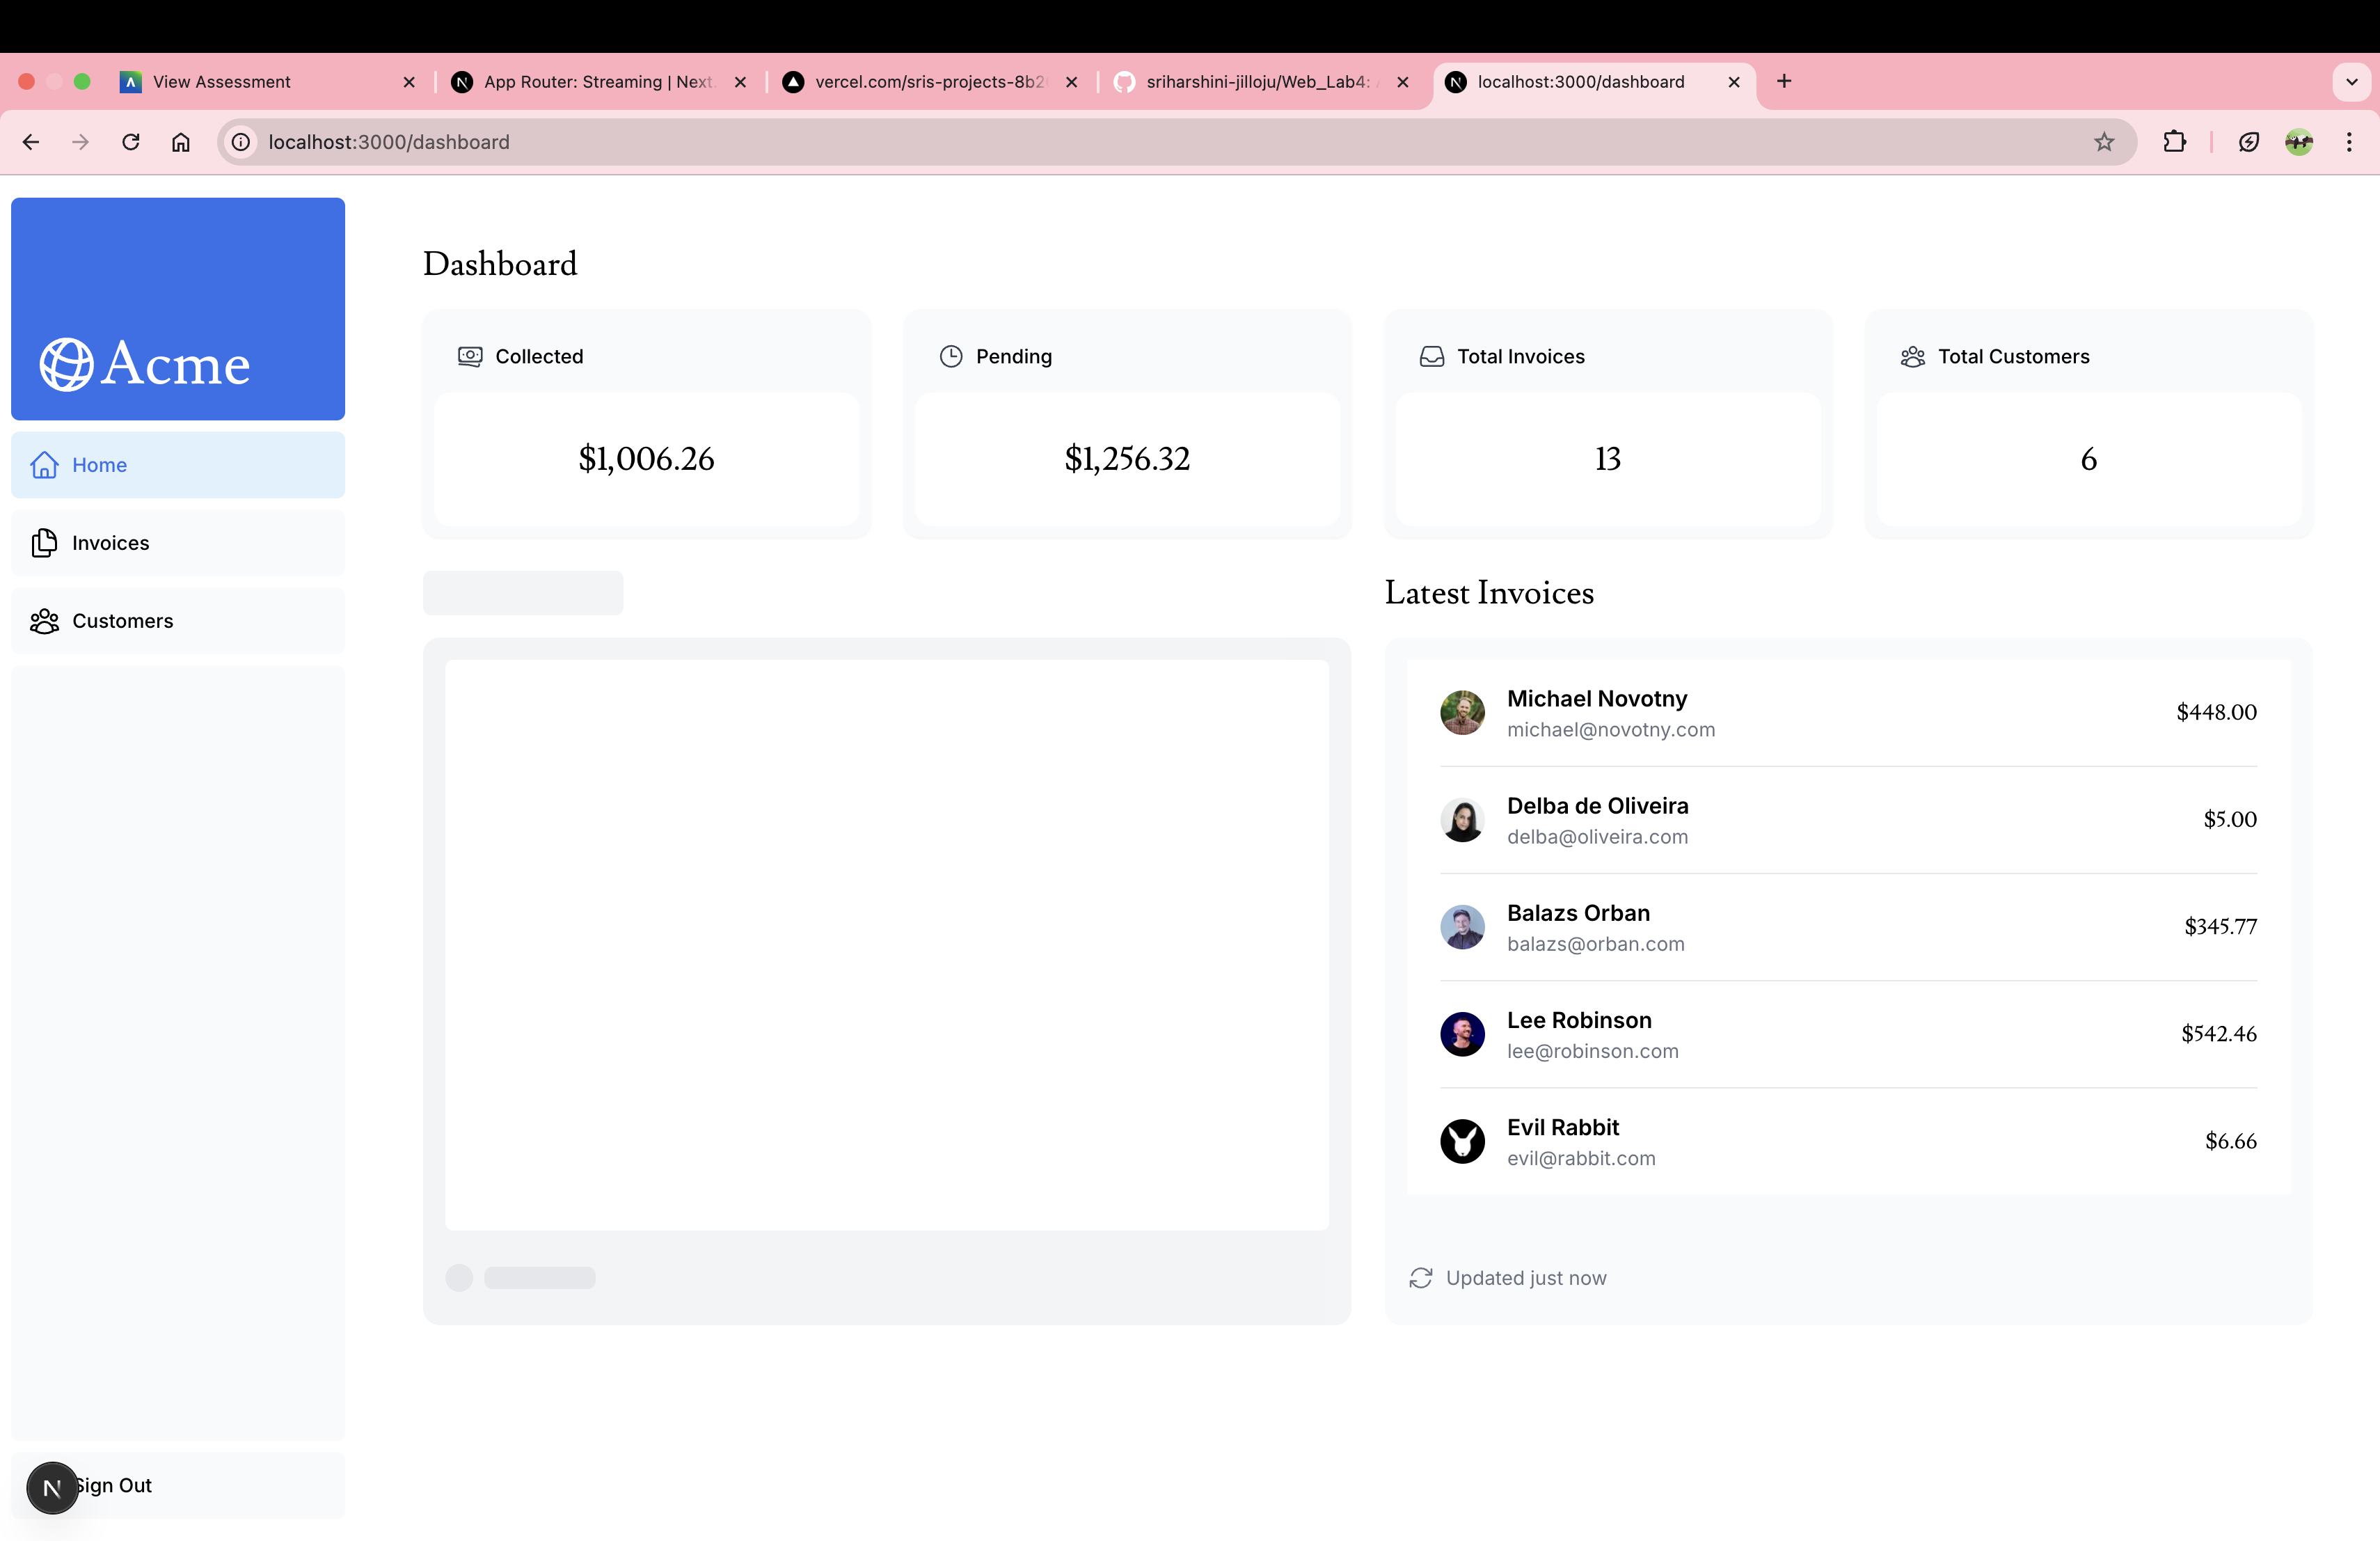 View Assessment
App Router: Streaming | Next.
vercel.com/sris-projects-8b2
sriharshini-jilloju/Web_Lab4:
localhost:3000/dashboard
localhost:3000/dashboard
Acme
Home
Invoices
Customers
Sign Out
N
Dashboard
Collected
$1,006.26
Pending
$1,256.32
Total Invoices
13
Total Customers
6
Latest Invoices
Michael Novotny
michael@novotny.com
$448.00
Delba de Oliveira
delba@oliveira.com
$5.00
Balazs Orban
balazs@orban.com
$345.77
Lee Robinson
lee@robinson.com
$542.46
Evil Rabbit
evil@rabbit.com
$6.66
Updated just now